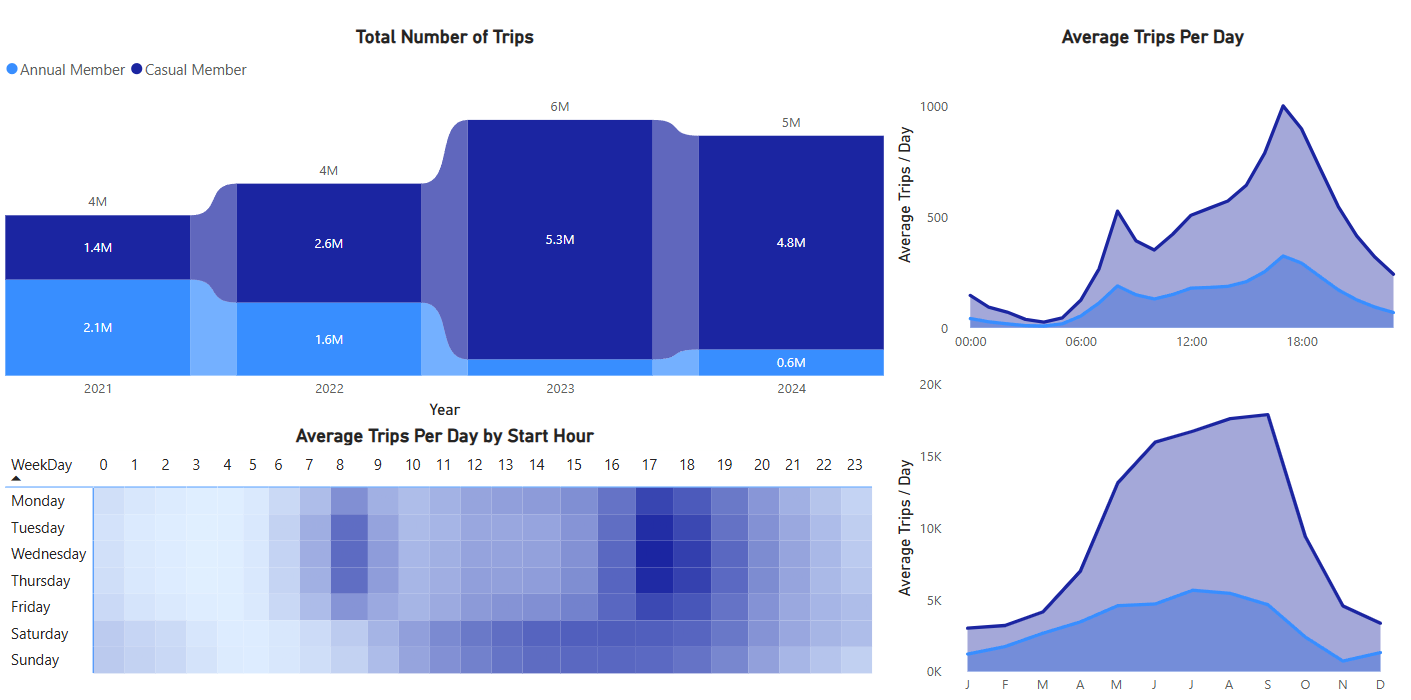 Total Number of Trips
Annual Member Casual Member
4M
4M
6M
5M
1.4M
2.6M
5.3M
4.8M
2.1M
1.6M
0.6M
2021 2022 2023 2024
Year
Average Trips Per Day by Start Hour
WeekDay 0 1 2 3 4 5 6 7 8 9 10 11 12 13 14 15 16 17 18 19 20 21 22 23
Monday
Tuesday
Wednesday
Thursday
Friday
Saturday
Sunday
Average Trips Per Day
Average Trips / Day
1000
500
0
00:00 06:00 12:00 18:00
Average Trips / Day
20K
15K
10K
5K
0K
J F M A M J J A S O N D